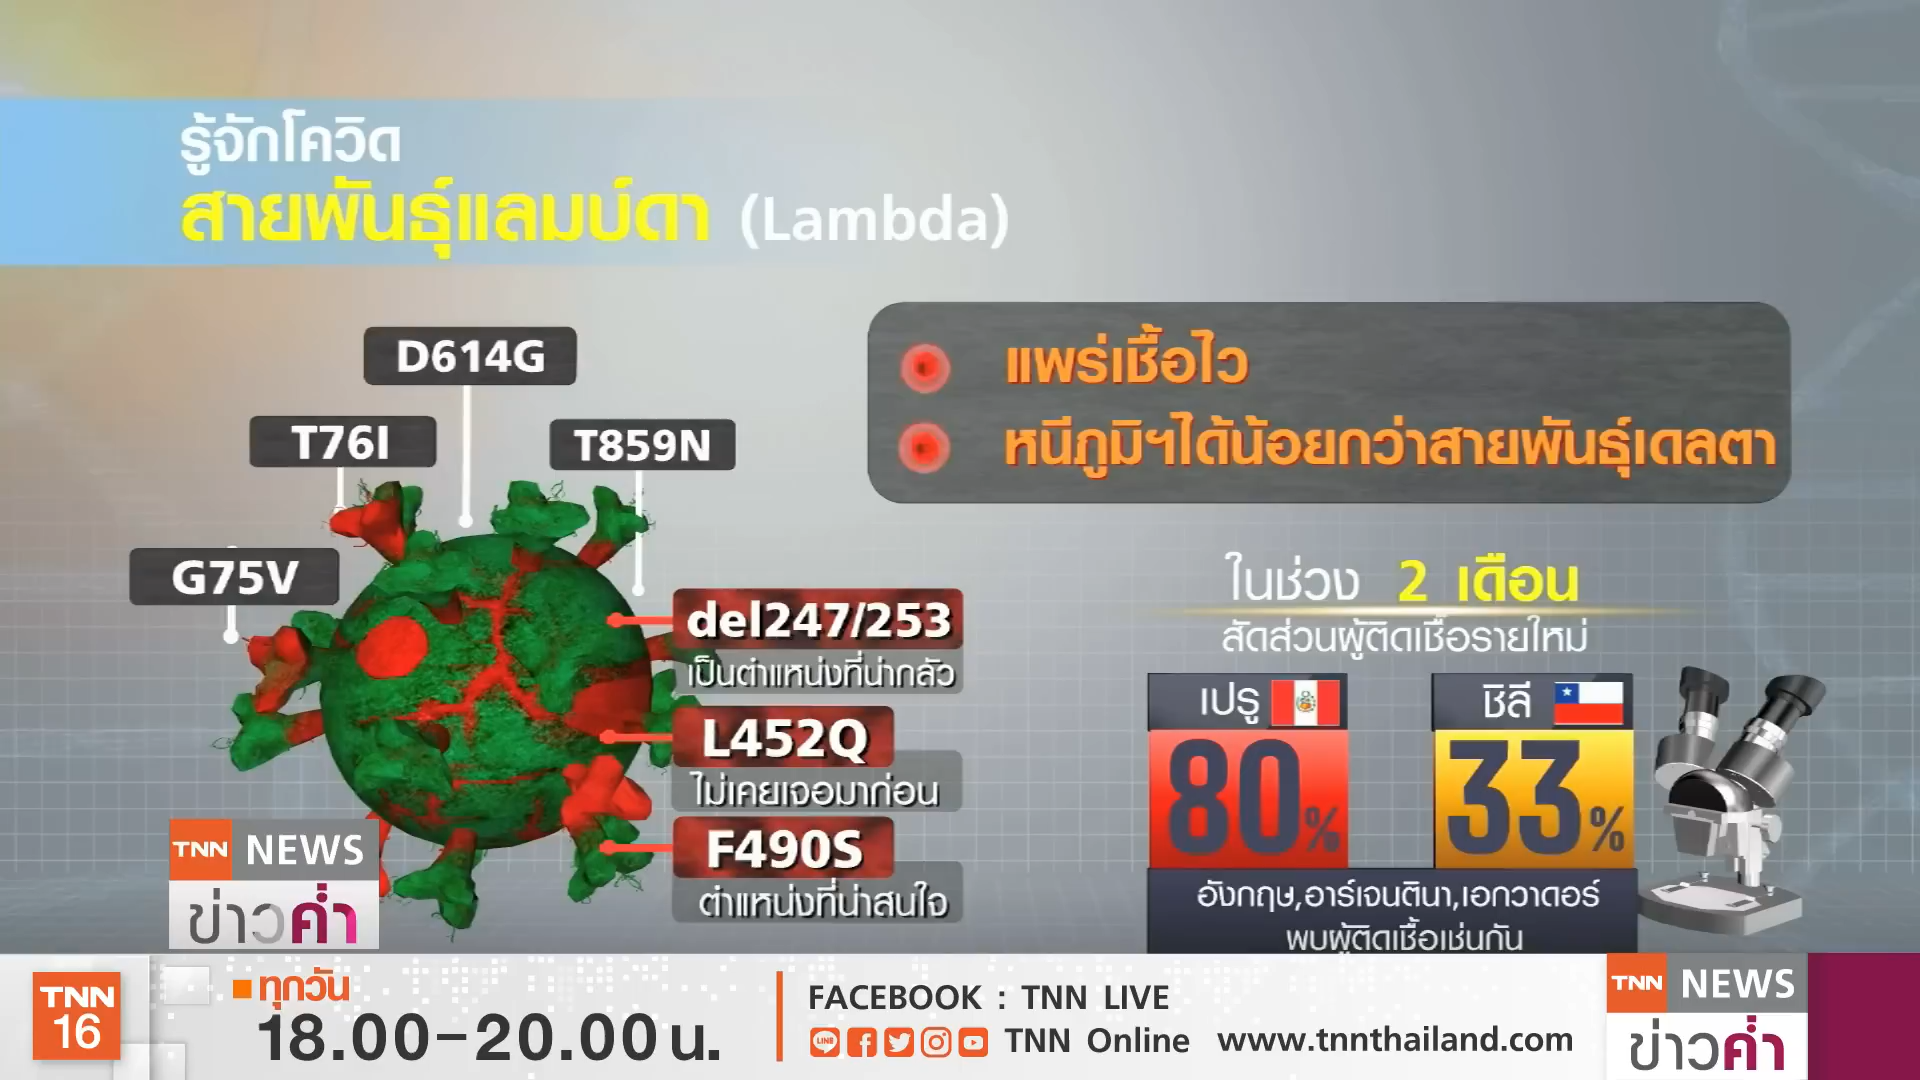 รู้จักโควิด
สายพันธุ์แลมบ์ดา (Lambda)
D614G
T76I
T859N
G75V
del247/253
เป็นตำแหน่งที่น่ากลัว
L452Q
ไม่เคยเจอมาก่อน
F490S
ตำแหน่งที่น่าสนใจ
แพร่เชื้อไว
หนีภูมิฯได้น้อยกว่าสายพันธุ์เดลตา
ในช่วง 2 เดือน
สัดส่วนผู้ติดเชื้อรายใหม่
เปรู
80%
ชิลี
33%
อังกฤษ,อาร์เจนตินา,เอกวาดอร์
พบผู้ติดเชื้อเช่นกัน
TNN NEWS
ข่าวค่ำ
TNN
16
ทุกวัน
18.00-20.00 น.
FACEBOOK : TNN LIVE
LINE TNN Online www.tnnthailand.com
TNN NEWS
ข่าวค่ำ